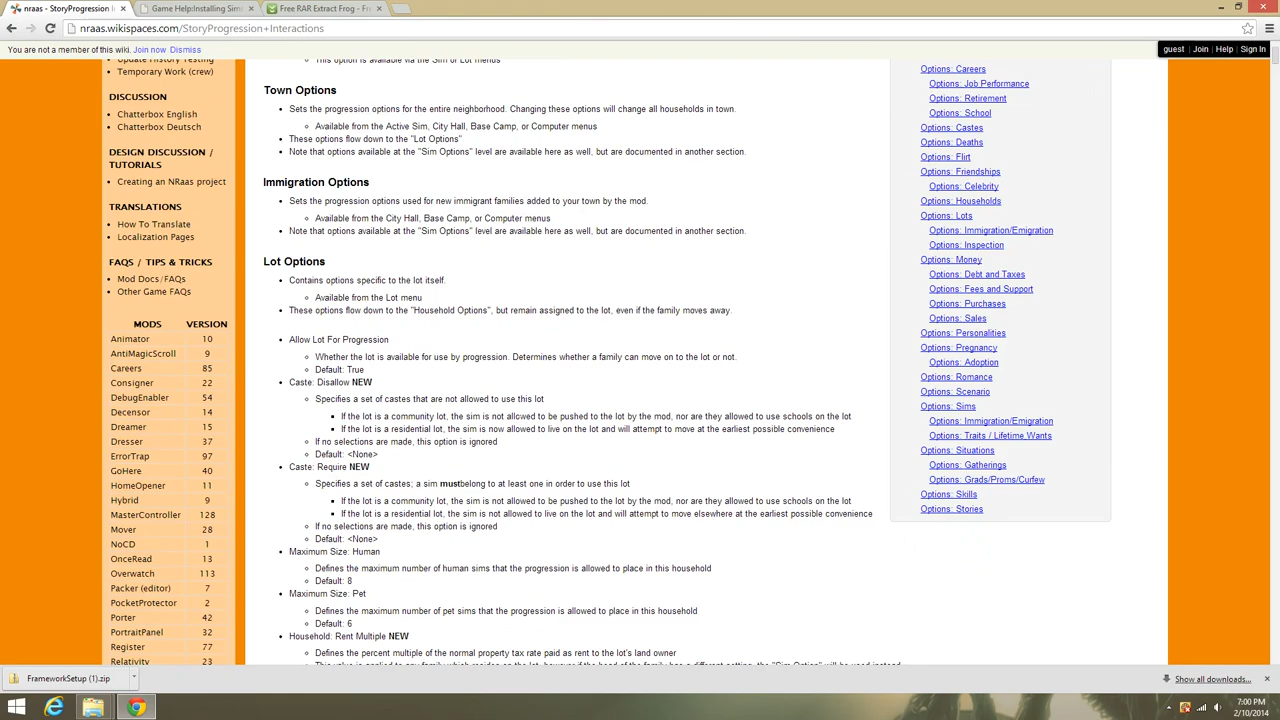 nraas - StoryProgression I
Game Help:Installing Sim
Free RAR Extract Frog - Fr
nraas.wikispaces.com/StoryProgression+Interactions
You are not a member of this wiki. Join now Dismiss
guest | Join | Help | Sign In
Update History Testing
Temporary Work (crew)
DISCUSSION
Chatterbox English
Chatterbox Deutsch
DESIGN DISCUSSION /
TUTORIALS
Creating an NRaas project
TRANSLATIONS
How To Translate
Localization Pages
FAQS / TIPS & TRICKS
Mod Docs/FAQs
Other Game FAQs
MODS VERSION
Animator 10
AntiMagicScroll 9
Careers 85
Consigner 22
DebugEnabler 54
Decensor 14
Dreamer 15
Dresser 37
ErrorTrap 97
GoHere 40
HomeOpener 11
Hybrid 9
MasterController 128
Mover 28
NoCD 1
OnceRead 13
Overwatch 113
Packer (editor) 7
PocketProtector 2
Porter 42
PortraitPanel 32
Register 77
Relativity 23
This option is available via the Sim or Lot menus
Town Options
Sets the progression options for the entire neighborhood. Changing these options will change all households in town.
Available from the Active Sim, City Hall, Base Camp, or Computer menus
These options flow down to the "Lot Options"
Note that options available at the "Sim Options" level are available here as well, but are documented in another section.
Immigration Options
Sets the progression options used for new immigrant families added to your town by the mod.
Available from the City Hall, Base Camp, or Computer menus
Note that options available at the "Sim Options" level are available here as well, but are documented in another section.
Lot Options
Contains options specific to the lot itself.
Available from the Lot menu
These options flow down to the "Household Options", but remain assigned to the lot, even if the family moves away.
Allow Lot For Progression
Whether the lot is available for use by progression. Determines whether a family can move on to the lot or not.
Default: True
Caste: Disallow NEW
Specifies a set of castes that are not allowed to use this lot
If the lot is a community lot, the sim is not allowed to be pushed to the lot by the mod, nor are they allowed to use schools on the lot
If the lot is a residential lot, the sim is now allowed to live on the lot and will attempt to move at the earliest possible convenience
If no selections are made, this option is ignored
Default: <None>
Caste: Require NEW
Specifies a set of castes; a sim mustbelong to at least one in order to use this lot
If the lot is a community lot, the sim is not allowed to be pushed to the lot by the mod, nor are they allowed to use schools on the lot
If the lot is a residential lot, the sim is not allowed to live on the lot and will attempt to move elsewhere at the earliest possible convenience
If no selections are made, this option is ignored
Default: <None>
Maximum Size: Human
Defines the maximum number of human sims that the progression is allowed to place in this household
Default: 8
Maximum Size: Pet
Defines the maximum number of pet sims that the progression is allowed to place in this household
Default: 6
Household: Rent Multiple NEW
Defines the percent multiple of the normal property tax rate paid as rent to the lot's land owner
Options: Careers
Options: Job Performance
Options: Retirement
Options: School
Options: Castes
Options: Deaths
Options: Flirt
Options: Friendships
Options: Celebrity
Options: Households
Options: Lots
Options: Immigration/Emigration
Options: Inspection
Options: Money
Options: Debt and Taxes
Options: Fees and Support
Options: Purchases
Options: Sales
Options: Personalities
Options: Pregnancy
Options: Adoption
Options: Romance
Options: Scenario
Options: Sims
Options: Immigration/Emigration
Options: Traits / Lifetime Wants
Options: Situations
Options: Gatherings
Options: Grads/Proms/Curfew
Options: Skills
Options: Stories
FrameworkSetup (1).zip
Show all downloads...
7:00 PM
2/10/2014